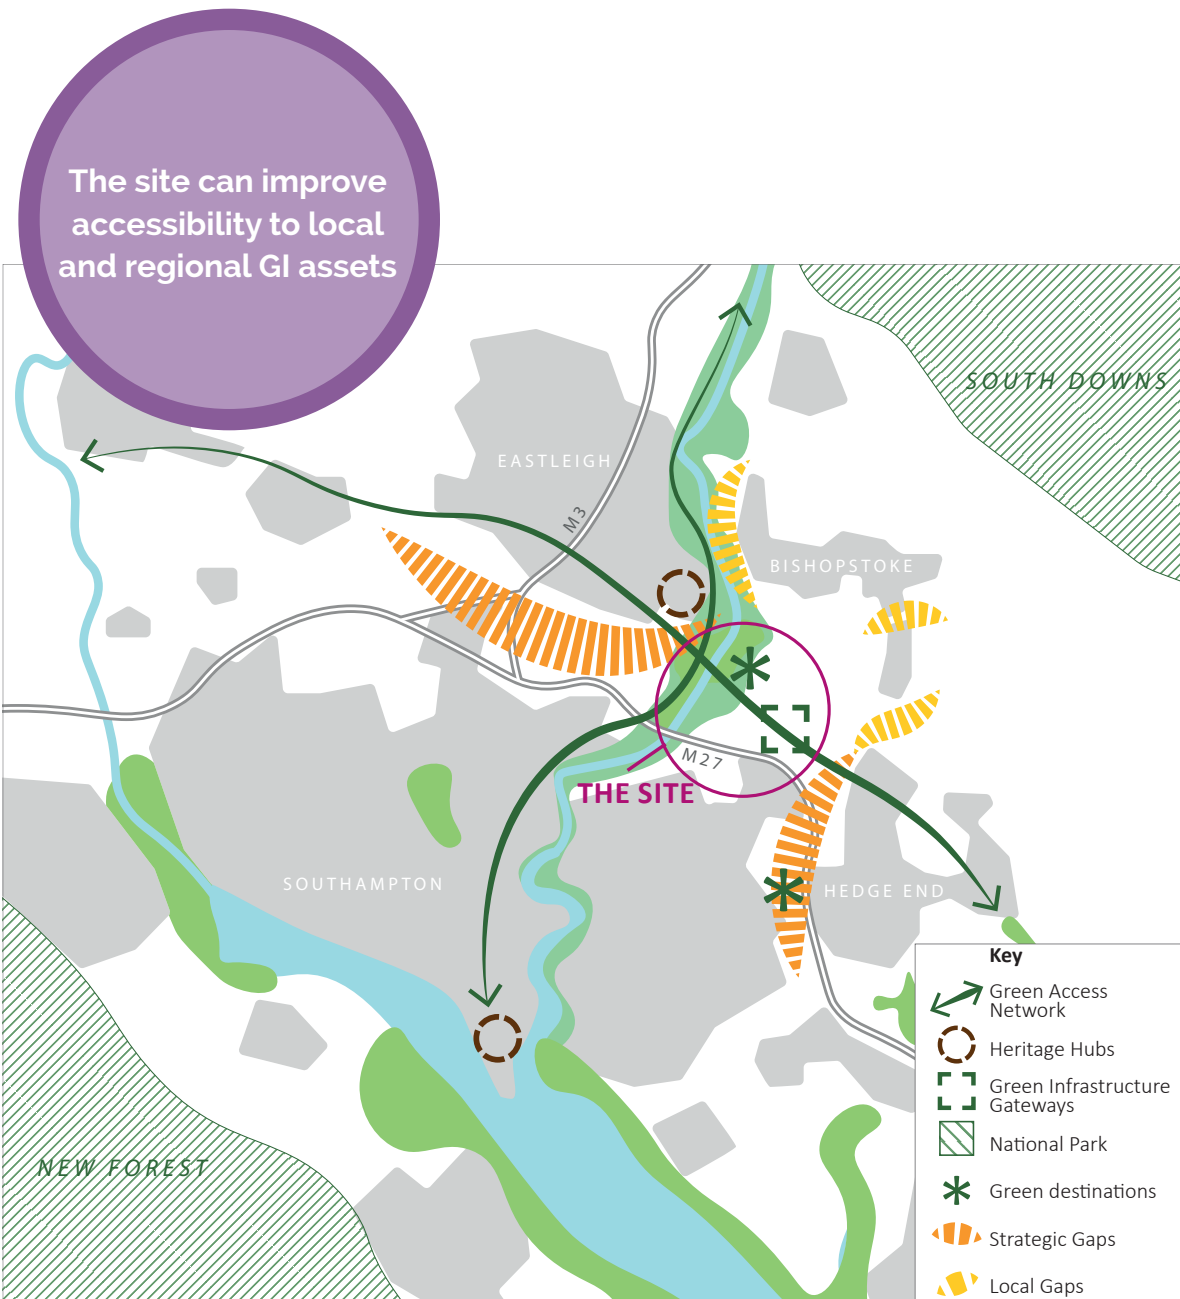 The site can improve
accessibility to local
and regional GI assets
SOUTH DOWNS
EASTLEIGH
M3
BISHOPSTOKE
M27
THE SITE
SOUTHAMPTON
HEDGE END
NEW FOREST
Key
Green Access
Network
Heritage Hubs
Green Infrastructure
Gateways
National Park
Green destinations
Strategic Gaps
Local Gaps